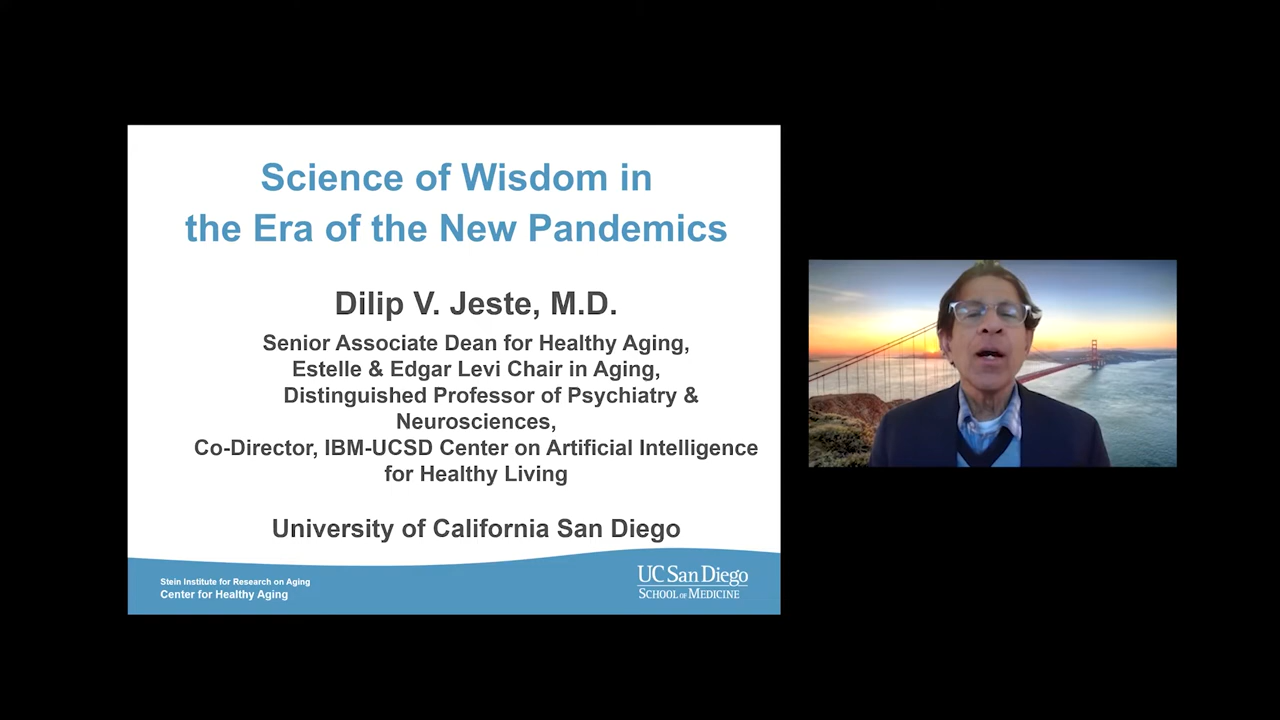 Science of Wisdom in
the Era of the New Pandemics
Dilip V. Jeste, M.D.
Senior Associate Dean for Healthy Aging,
Estelle & Edgar Levi Chair in Aging,
Distinguished Professor of Psychiatry &
Neurosciences,
Co-Director, IBM-UCSD Center on Artificial Intelligence
for Healthy Living
University of California San Diego
Stein Institute for Research on Aging
Center for Healthy Aging
UC San Diego
SCHOOL OF MEDICINE